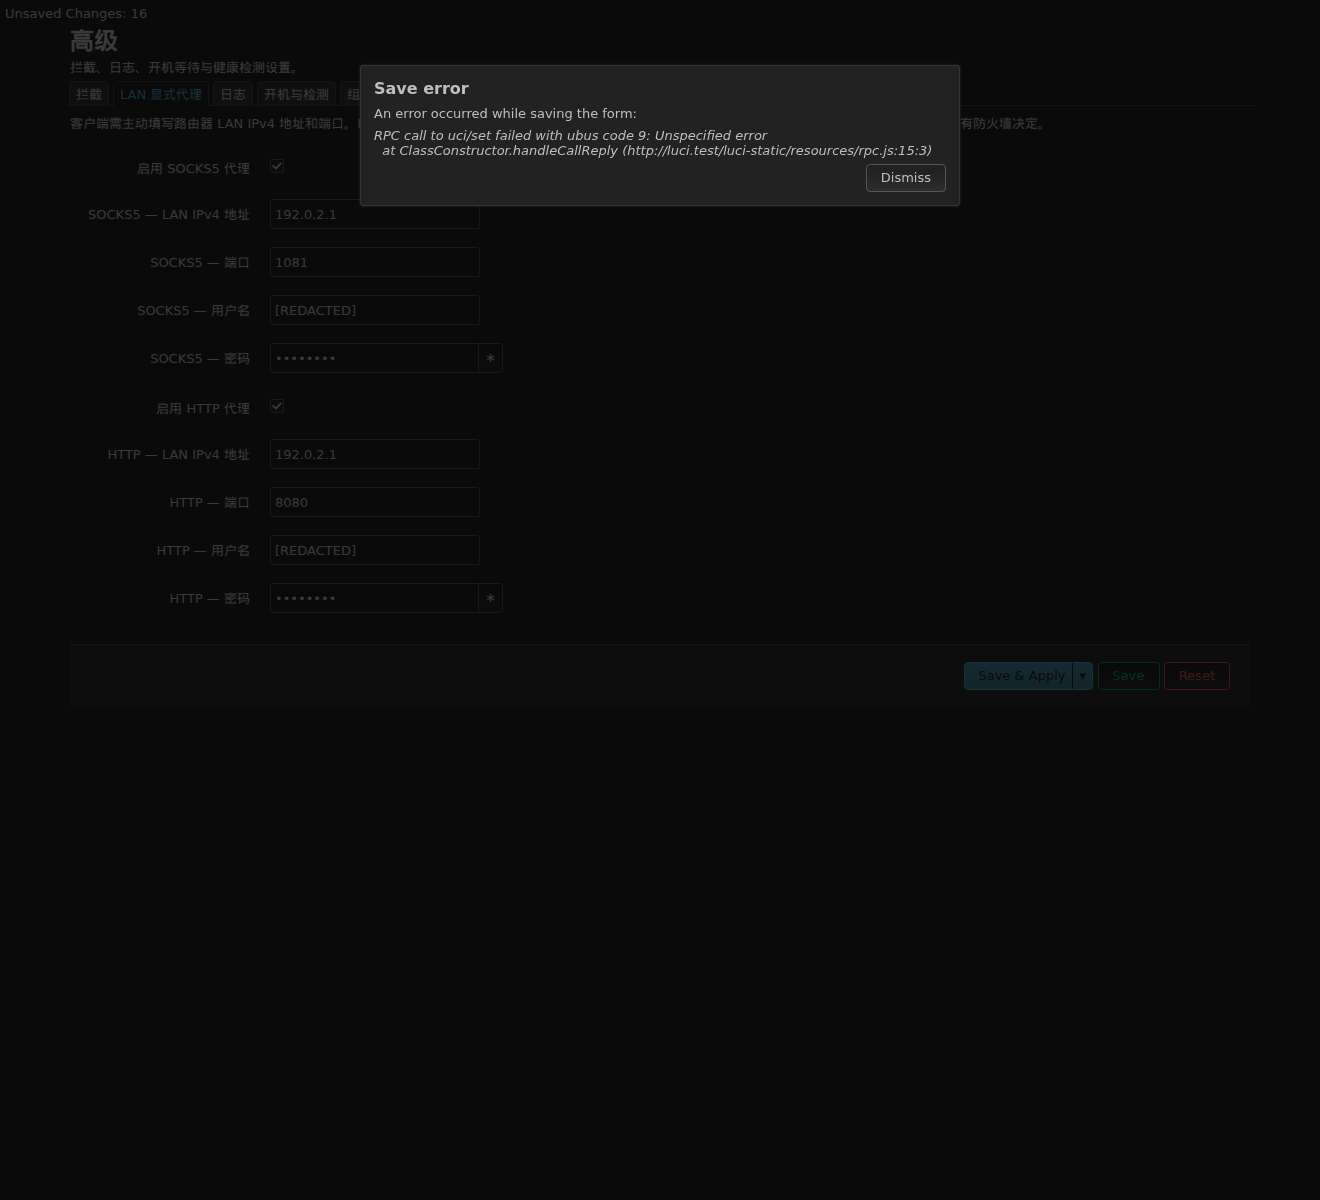 Unsaved Changes: 16
高级
拦截、日志、开机等待与健康检测设置。
拦截
LAN 显式代理
日志
开机与检测
组
客户端需主动填写路由器 LAN IPv4 地址和端口。
有防火墙决定。
Save error
An error occurred while saving the form:
RPC call to uci/set failed with ubus code 9: Unspecified error
at ClassConstructor.handleCallReply (http://luci.test/luci-static/resources/rpc.js:15:3)
Dismiss
启用 SOCKS5 代理
SOCKS5 — LAN IPv4 地址
192.0.2.1
SOCKS5 — 端口
1081
SOCKS5 — 用户名
[REDACTED]
SOCKS5 — 密码
••••••••
*
启用 HTTP 代理
HTTP — LAN IPv4 地址
192.0.2.1
HTTP — 端口
8080
HTTP — 用户名
[REDACTED]
HTTP — 密码
••••••••
*
Save & Apply
▾
Save
Reset